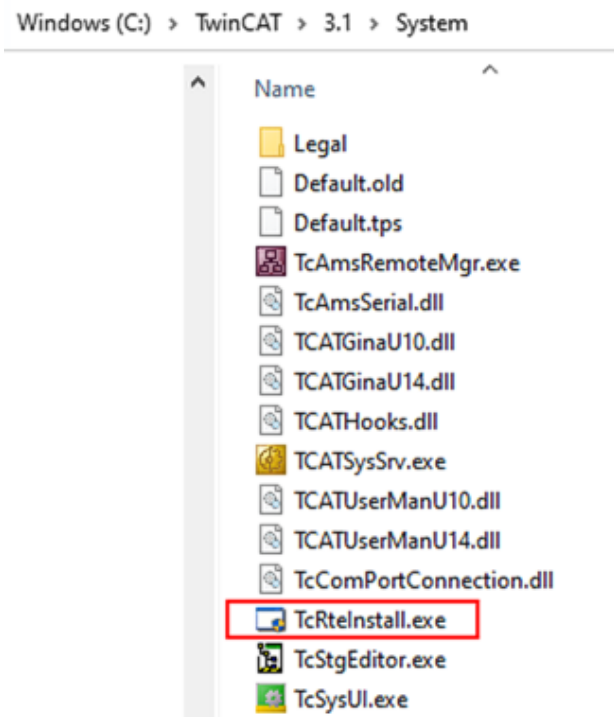 Windows (C:) > TwinCAT > 3.1 > System
Name
Legal
Default.old
Default.tps
TcAmsRemoteMgr.exe
TcAmsSerial.dll
TCATGinaU10.dll
TCATGinaU14.dll
TCATHooks.dll
TCATSysSrv.exe
TCATUserManU10.dll
TCATUserManU14.dll
TcComPortConnection.dll
TcRteInstall.exe
TcStgEditor.exe
TcSysUI.exe